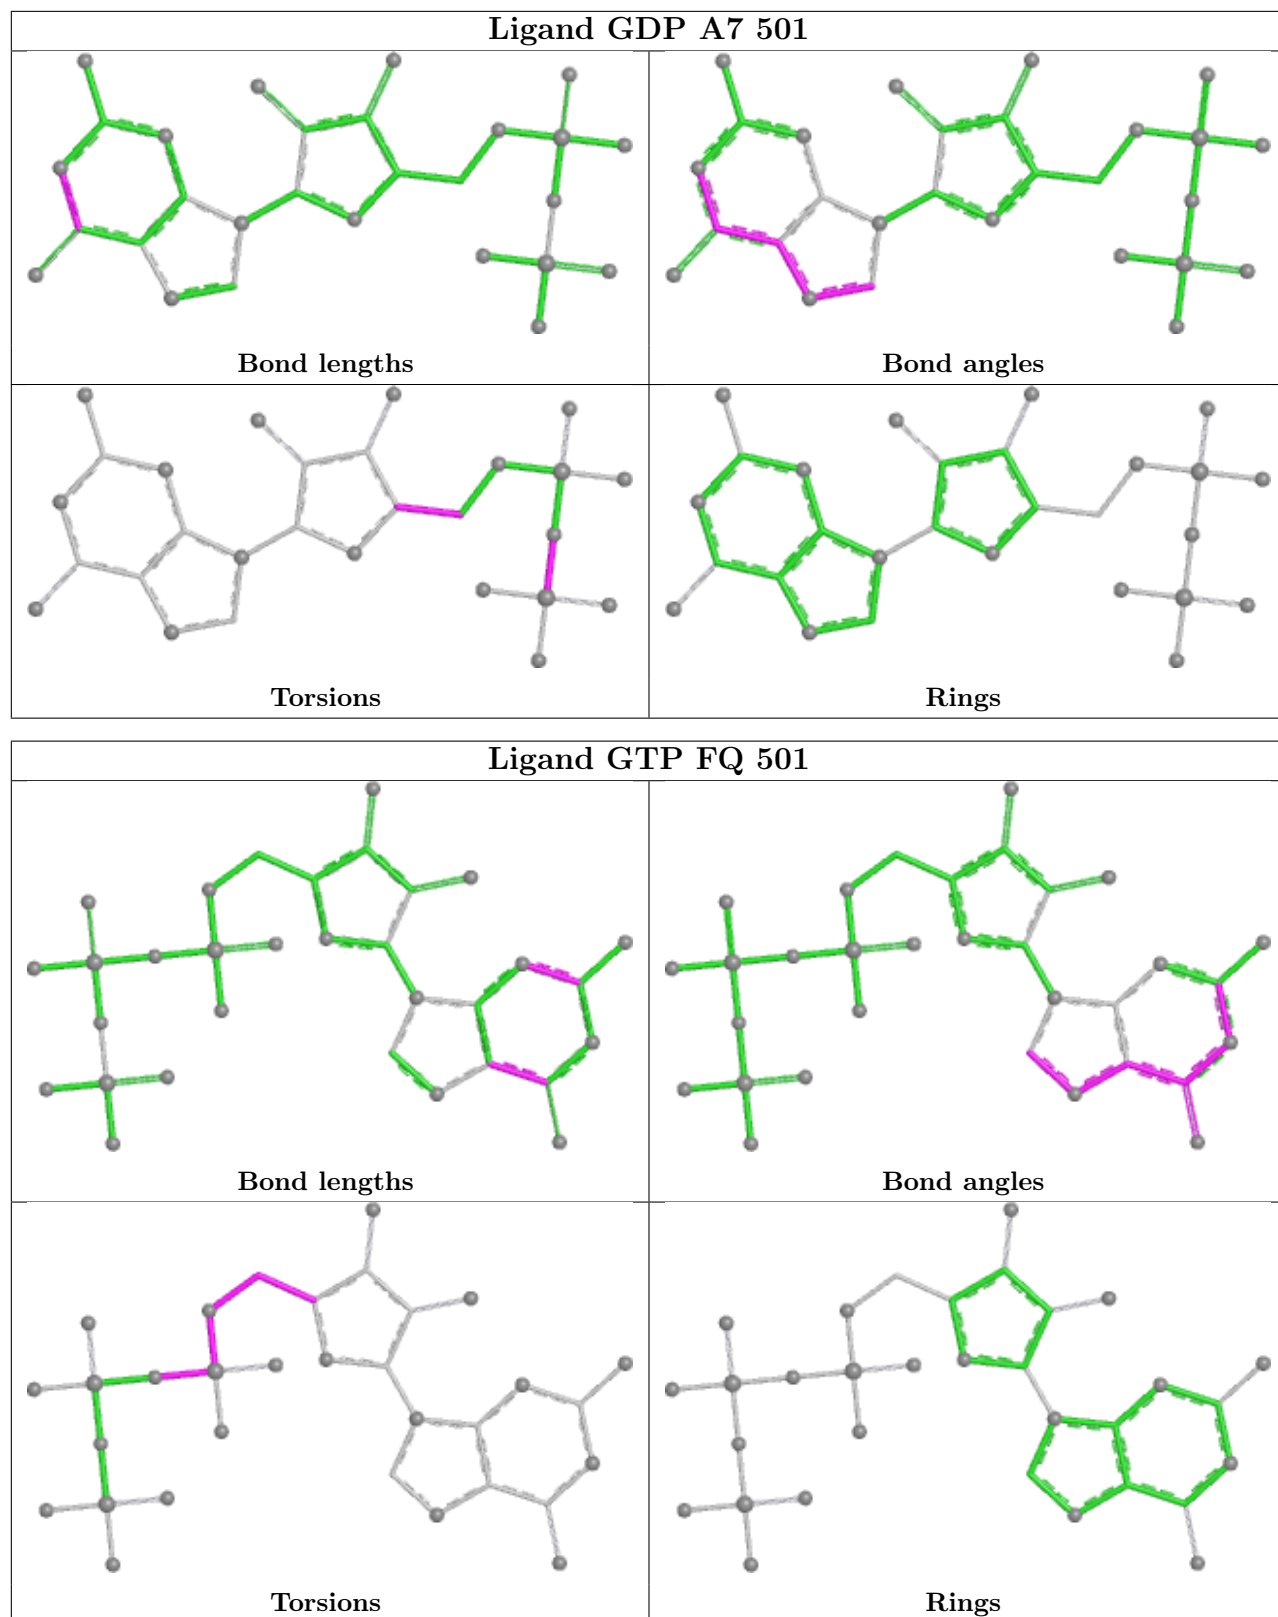 Ligand GDP A7 501
Bond lengths
Bond angles
Torsions
Rings
Ligand GTP FQ 501
Bond lengths
Bond angles
Torsions
Rings